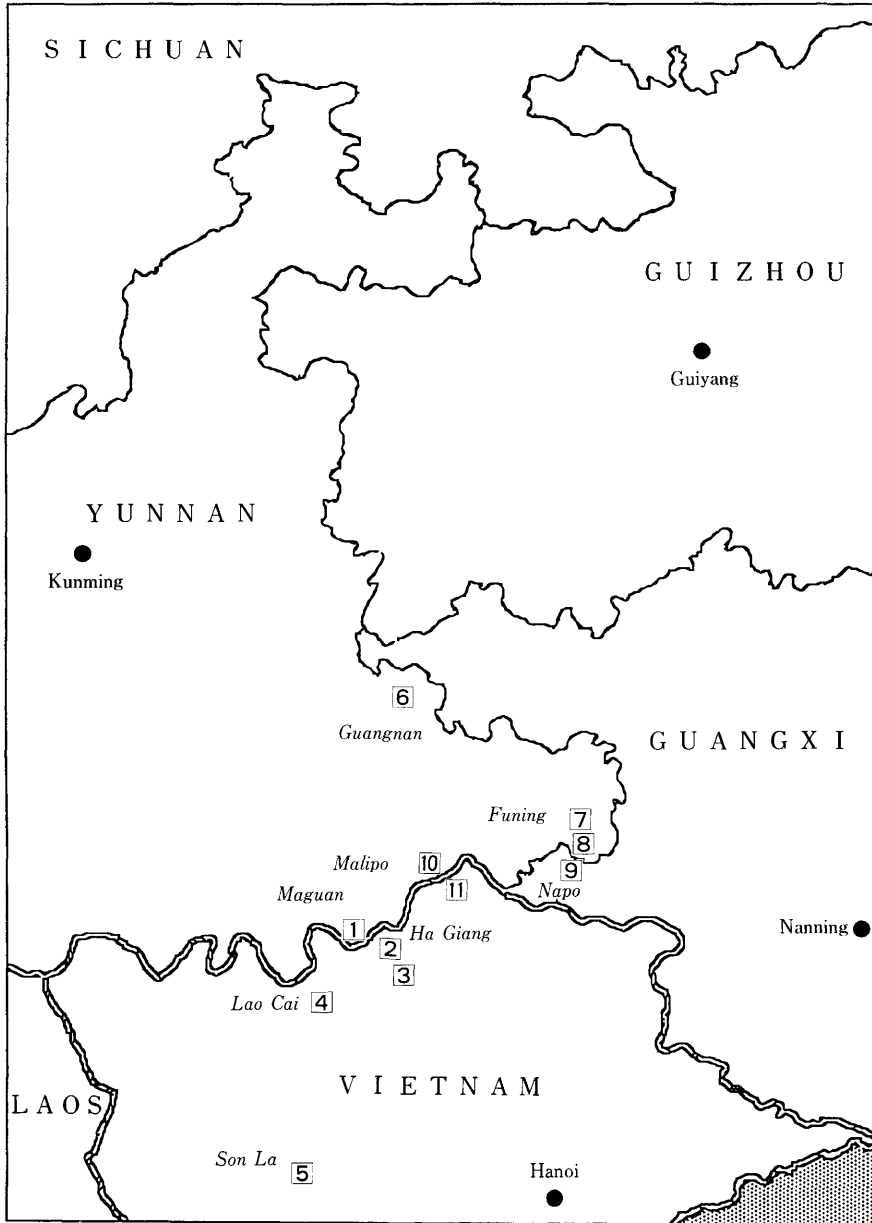 SICHUAN
GUIZHOU
Guiyang
YUNNAN
Kunming
6
Guangnan
GUANGXI
Funing
7
8
Malipo
10
9
Maguan
11
Napo
1
Ha Giang
Nanning
2
3
Lao Cai
4
VIETNAM
LAOS
Son La
5
Hanoi